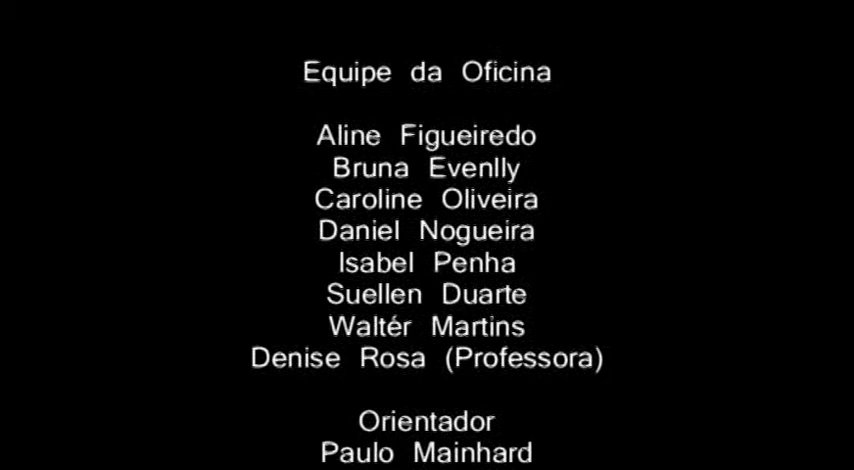 Equipe da Oficina
Aline Figueiredo
Bruna Evenlly
Caroline Oliveira
Daniel Nogueira
Isabel Penha
Suellen Duarte
Waltér Martins
Denise Rosa (Professora)
Orientador
Paulo Mainhard